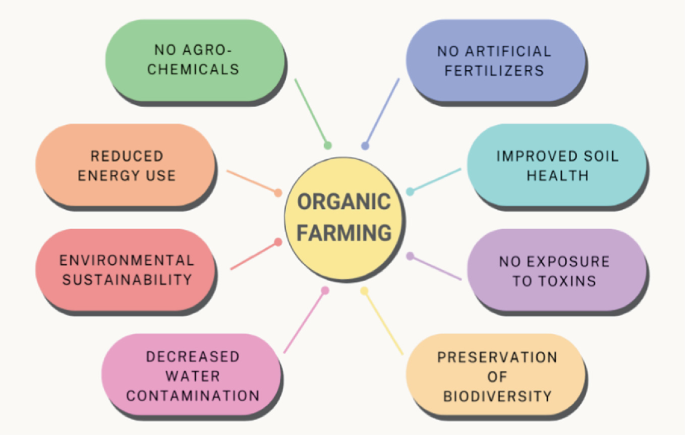 NO AGRO-
CHEMICALS
NO ARTIFICIAL
FERTILIZERS
REDUCED
ENERGY USE
IMPROVED SOIL
HEALTH
ORGANIC
FARMING
ENVIRONMENTAL
SUSTAINABILITY
NO EXPOSURE
TO TOXINS
DECREASED
WATER
CONTAMINATION
PRESERVATION
OF
BIODIVERSITY